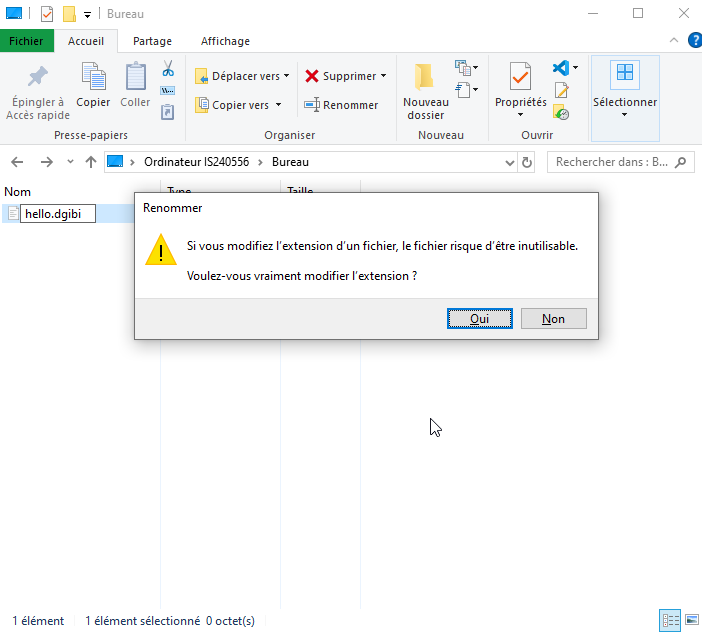 Bureau
Fichier Accueil Partage Affichage
Épingler à Accès rapide
Copier
Coller
Presse-papiers
Déplacer vers
Copier vers
Supprimer
Renommer
Organiser
Nouveau dossier
Nouveau
Propriétés
Ouvrir
Sélectionner
Ordinateur IS240556 > Bureau
Rechercher dans : B...
Nom Type Taille
hello.dgibi
Renommer
Si vous modifiez l’extension d’un fichier, le fichier risque d’être inutilisable.
Voulez-vous vraiment modifier l’extension ?
Oui Non
1 élément 1 élément sélectionné 0 octet(s)